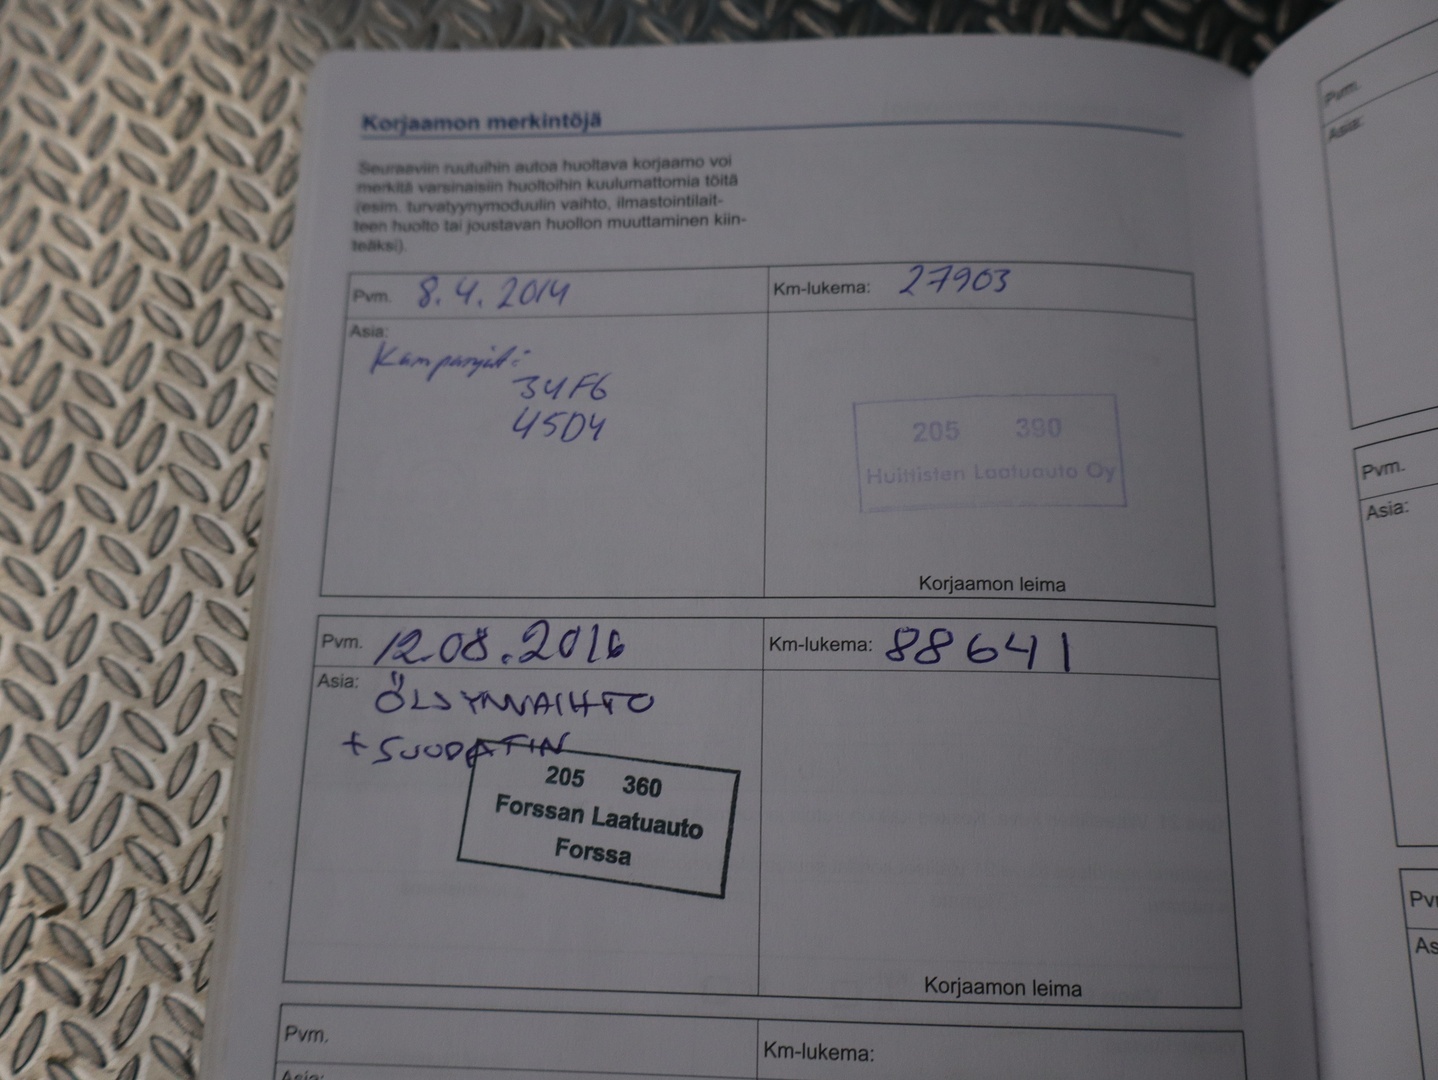 Korjaamon merkintöjä
Seuraaviin ruutuihin autoa huoltava korjaamo voi
merkitä varsinaisiin huoltoihin kuulumattomia töitä
(esim. turvatyynymoduulin vaihto, ilmastointilait-
teen huolto tai joustavan huollon muuttaminen kiin-
teäksi).
Pvm. 8.4.2014
Km-lukema: 27903
Asia:
Kampanjat:
34F6
45D4
205 390
Huittisten Laatuauto Oy
Korjaamon leima
Pvm. 12.08.2016
Km-lukema: 88641
Asia: ÖLJYNVAIHTO
+ SUODATIN
205 360
Forssan Laatuauto
Forssa
Korjaamon leima
Pvm.
Km-lukema:
Asia:
Pvm.
Asia:
Pvm.
Asia: